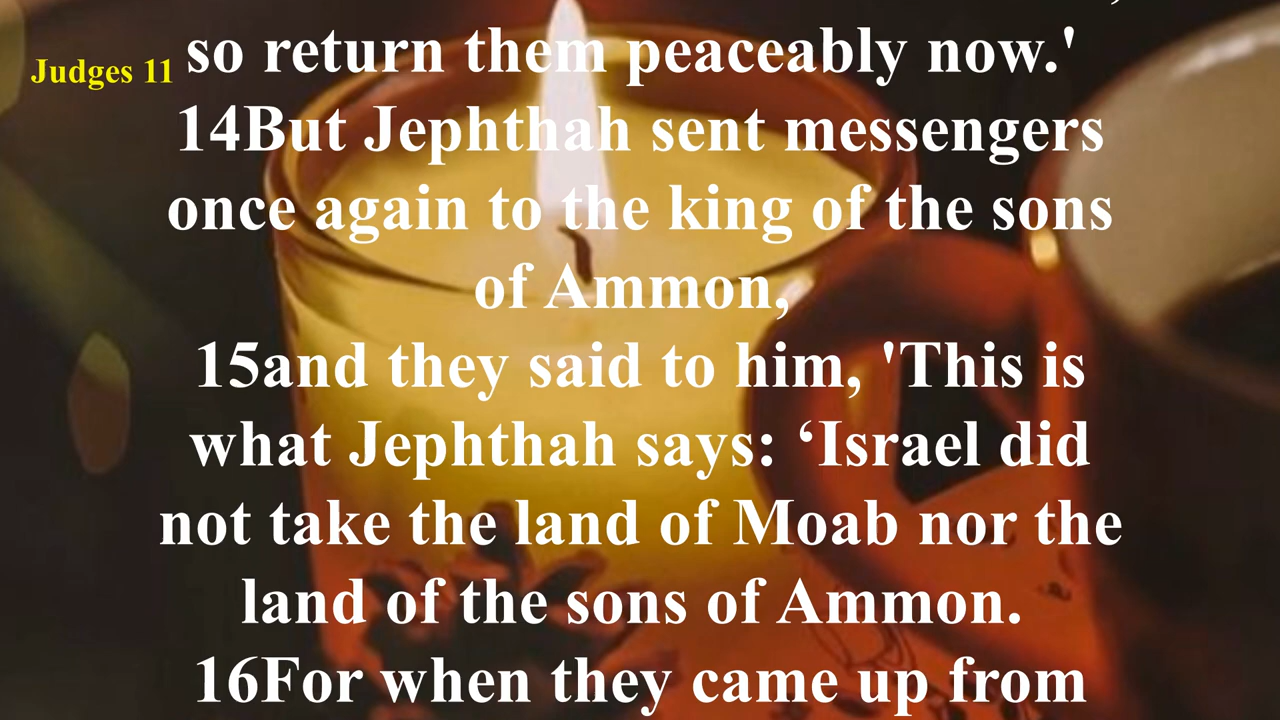 Judges 11
so return them peaceably now.'
14But Jephthah sent messengers
once again to the king of the sons
of Ammon,
15and they said to him, 'This is
what Jephthah says: ‘Israel did
not take the land of Moab nor the
land of the sons of Ammon.
16For when they came up from